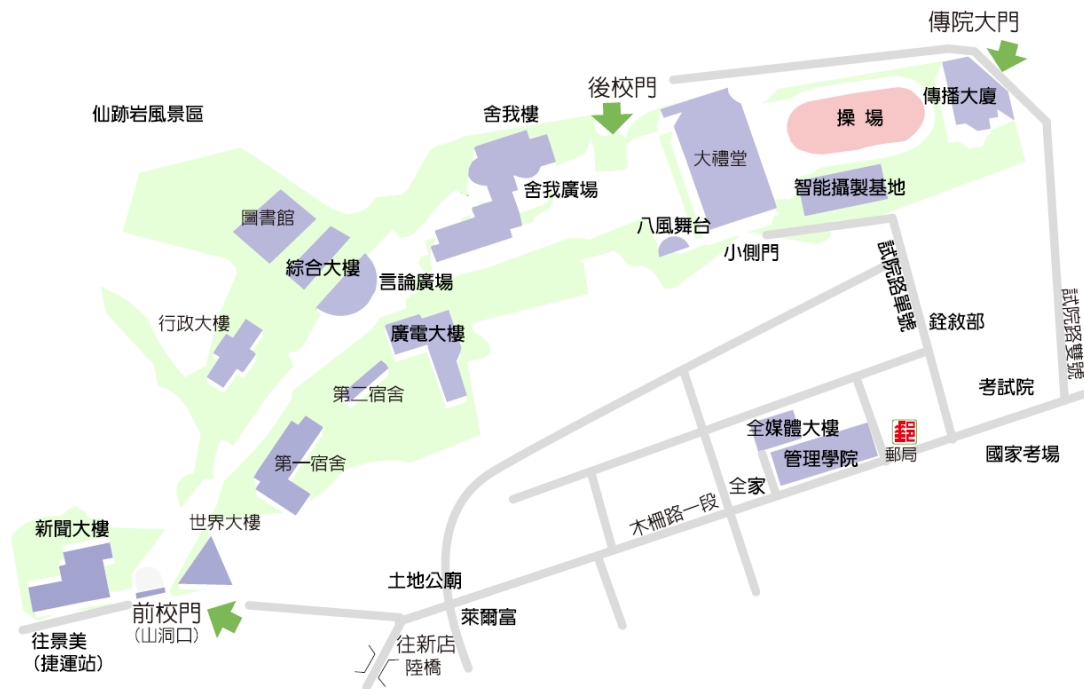 傳院大門
後校門
傳播大廈
仙跡岩風景區
舍我樓
操 場
大禮堂
舍我廣場
智能攝製基地
圖書館
八風舞台
小側門
綜合大樓
言論廣場
試院路單號
試院路雙號
行政大樓
廣電大樓
銓敘部
第二宿舍
考試院
全媒體大樓
管理學院
郵局
國家考場
第一宿舍
全家
木柵路一段
新聞大樓
世界大樓
土地公廟
前校門
(山洞口)
萊爾富
往景美
(捷運站)
往新店
陸橋